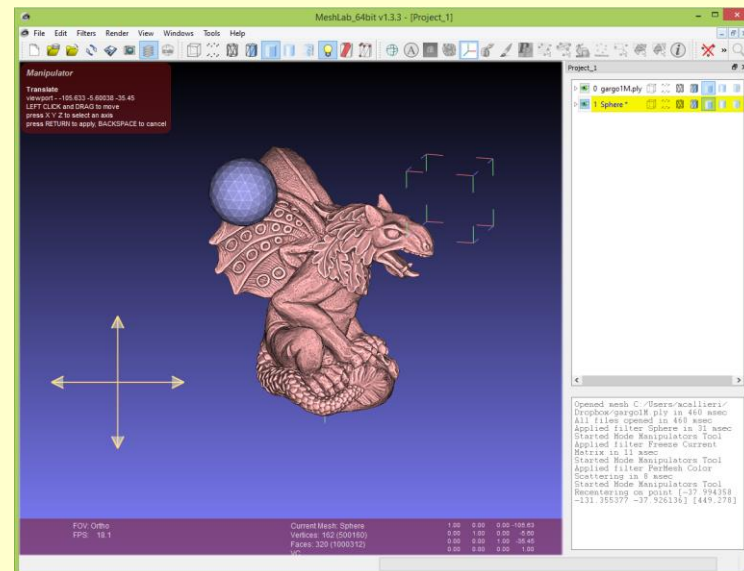 MeshLab_64bit v1.3.3 - [Project_1]
File Edit Filters Render View Windows Tools Help
Manipulator
Translate
viewport - -105.633 -5.60038 -35.45
LEFT CLICK and DRAG to move
press X Y Z to select an axis
press RETURN to apply, BACKSPACE to cancel
Project_1
0 gargo1M.ply
1 Sphere *
Opened mesh C:/Users/mcallieri/
Dropbox/gargo1M ply in 460 msec
All files opened in 468 msec
Applied filter Sphere in 31 msec
Started Mode Manipulators Tool
Applied filter Freeze Current
Matrix in 11 msec
Started Mode Manipulators Tool
Applied filter PerMesh Color
Scattering in 8 msec
Started Mode Manipulators Tool
Recentering on point [-37 994358
-131.355377 -37.926136] [449.278]
FOV: Ortho
FPS: 18.1
Current Mesh: Sphere
Vertices: 162 (500160)
Faces: 320 (1000312)
VC
1.00 0.00 0.00 -105.63
0.00 1.00 0.00 -5.60
0.00 0.00 1.00 -35.45
0.00 0.00 0.00 1.00